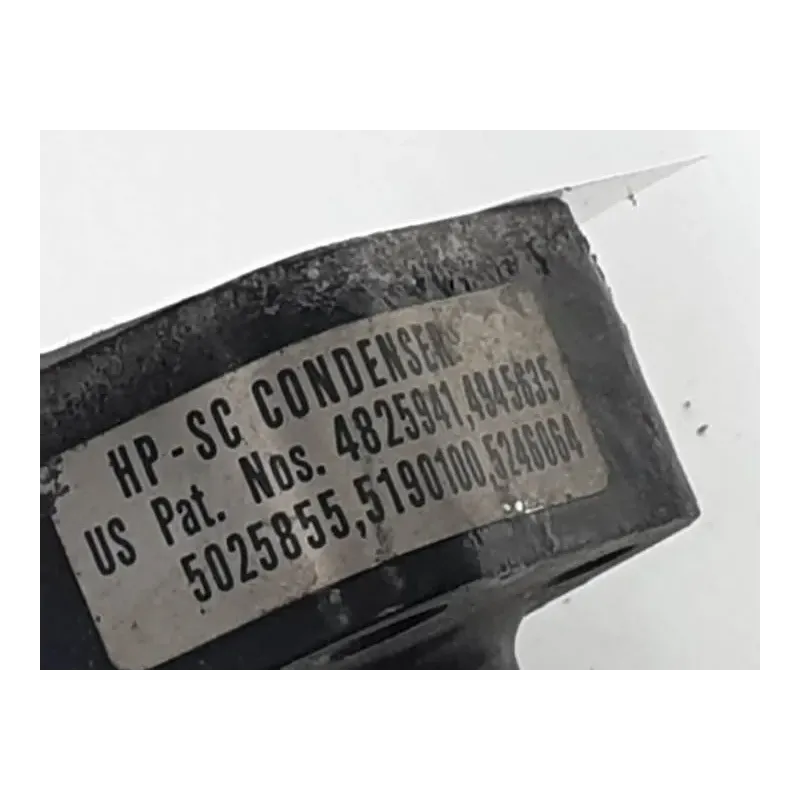 HP-SC CONDENSER
US Pat. Nos. 4825941,4945635
5025855,5190100,5246064